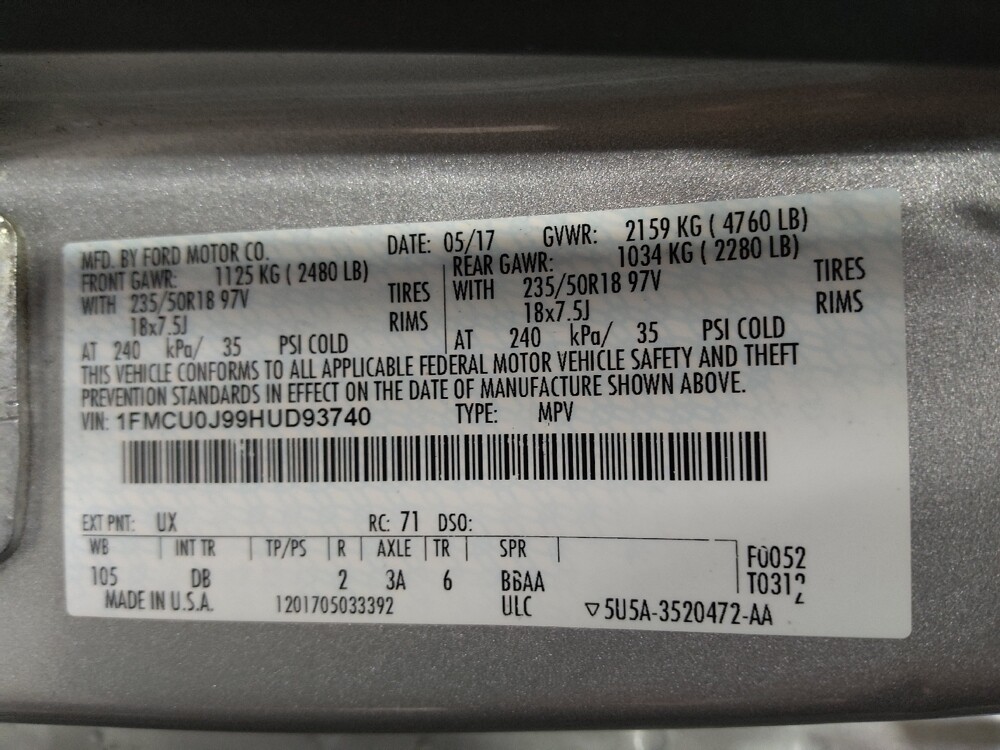 MFD. BY FORD MOTOR CO. DATE: 05/17 GVWR: 2159 KG ( 4760 LB)
FRONT GAWR: 1125 KG ( 2480 LB) REAR GAWR: 1034 KG ( 2280 LB)
WITH 235/50R18 97V TIRES WITH 235/50R18 97V TIRES
18x7.5J RIMS 18x7.5J RIMS
AT 240 kPa/ 35 PSI COLD AT 240 kPa/ 35 PSI COLD
THIS VEHICLE CONFORMS TO ALL APPLICABLE FEDERAL MOTOR VEHICLE SAFETY AND THEFT
PREVENTION STANDARDS IN EFFECT ON THE DATE OF MANUFACTURE SHOWN ABOVE.
VIN: 1FMCU0J99HUD93740 TYPE: MPV
EXT PNT: UX RC: 71 DSO:
WB INT TR TP/PS R AXLE TR SPR F0052
105 DB 2 3A 6 BBAA T0312
MADE IN U.S.A. 1201705033392 ULC ▽5U5A-3520472-AA